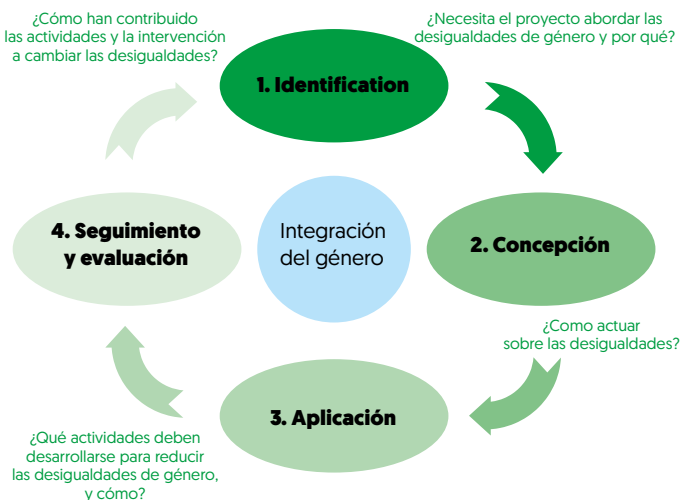 ¿Cómo han contribuido
las actividades y la intervención
a cambiar las desigualdades?
¿Necesita el proyecto abordar las
desigualdades de género y por qué?
1. Identification
4. Seguimiento
y evaluación
Integración
del género
2. Concepción
¿Como actuar
sobre las desigualdades?
3. Aplicación
¿Qué actividades deben
desarrollarse para reducir
las desigualdades de género,
y cómo?